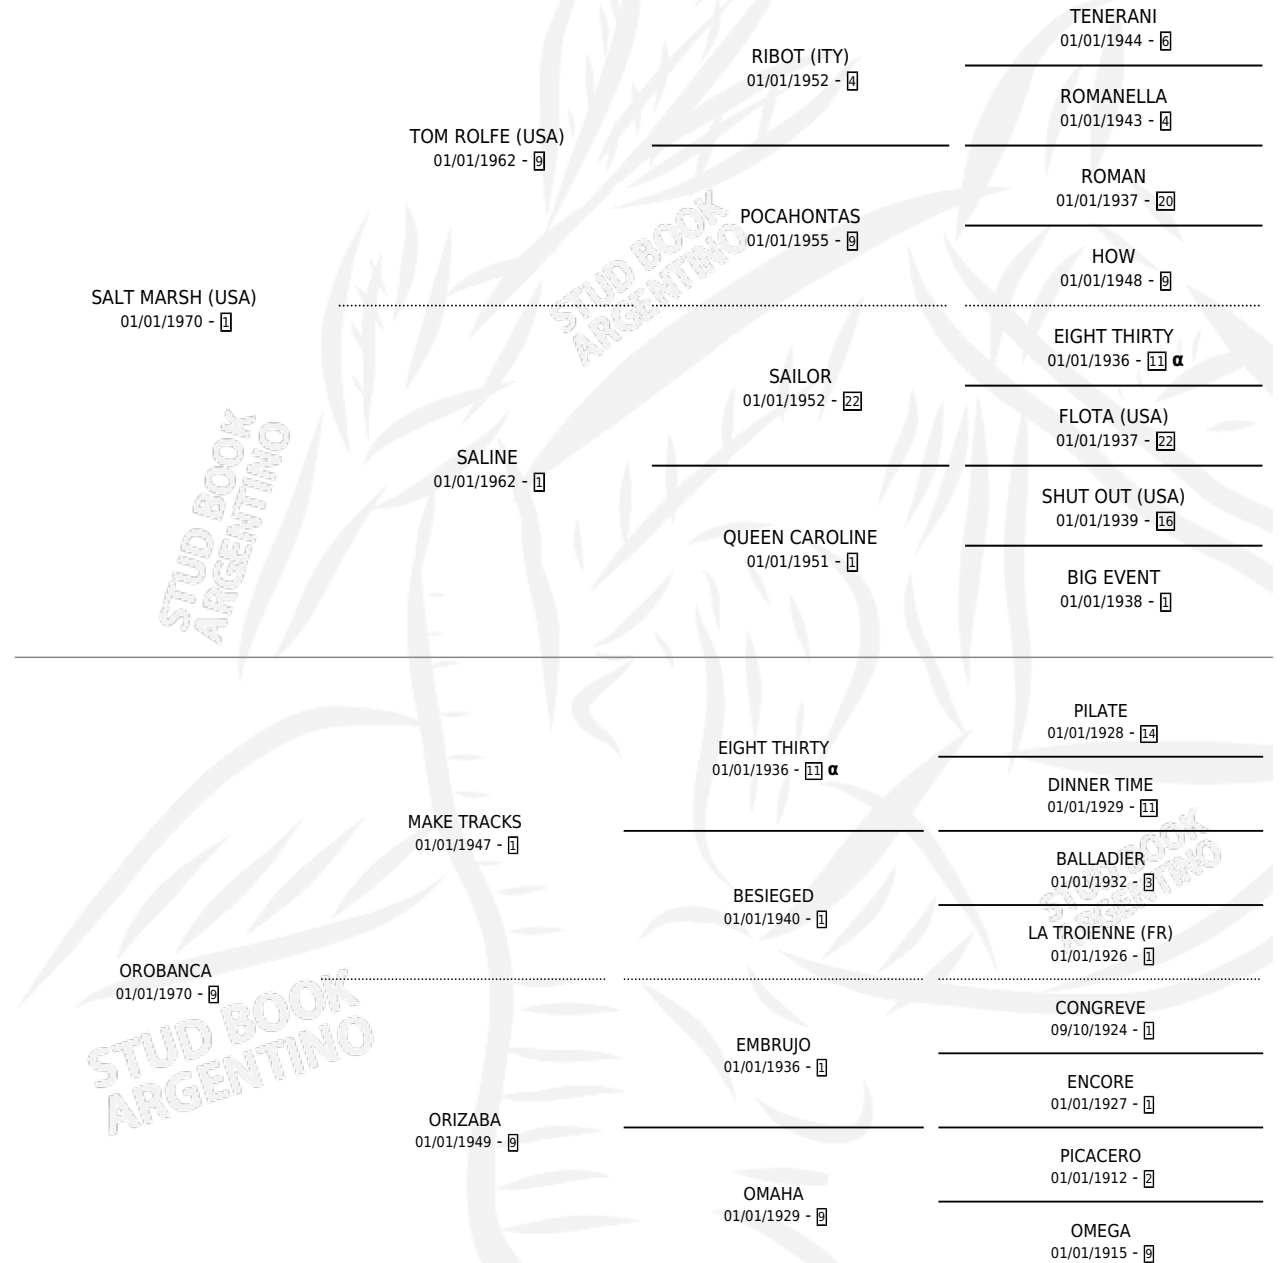 TENERANI
01/01/1944 - 6
RIBOT (ITY)
01/01/1952 - 4
ROMANELLA
01/01/1943 - 4
TOM ROLFE (USA)
01/01/1962 - 9
ROMAN
01/01/1937 - 20
POCAHONTAS
01/01/1955 - 9
HOW
01/01/1948 - 9
SALT MARSH (USA)
01/01/1970 - 1
EIGHT THIRTY
01/01/1936 - 11 α
SAILOR
01/01/1952 - 22
FLOTA (USA)
01/01/1937 - 22
SALINE
01/01/1962 - 1
SHUT OUT (USA)
01/01/1939 - 16
QUEEN CAROLINE
01/01/1951 - 1
BIG EVENT
01/01/1938 - 1
PILATE
01/01/1928 - 14
EIGHT THIRTY
01/01/1936 - 11 α
DINNER TIME
01/01/1929 - 11
MAKE TRACKS
01/01/1947 - 1
BALLADIER
01/01/1932 - 3
BESIEGED
01/01/1940 - 1
LA TROIENNE (FR)
01/01/1926 - 1
OROBANCA
01/01/1970 - 9
CONGREVE
09/10/1924 - 1
EMBRUJO
01/01/1936 - 1
ENCORE
01/01/1927 - 1
ORIZABA
01/01/1949 - 9
PICACERO
01/01/1912 - 2
OMAHA
01/01/1929 - 9
OMEGA
01/01/1915 - 9
STUD BOOK
ARGENTINO
STUD BOOK
ARGENTINO
STUD BOOK
ARGENTINO
STUD BOOK
ARGENTINO